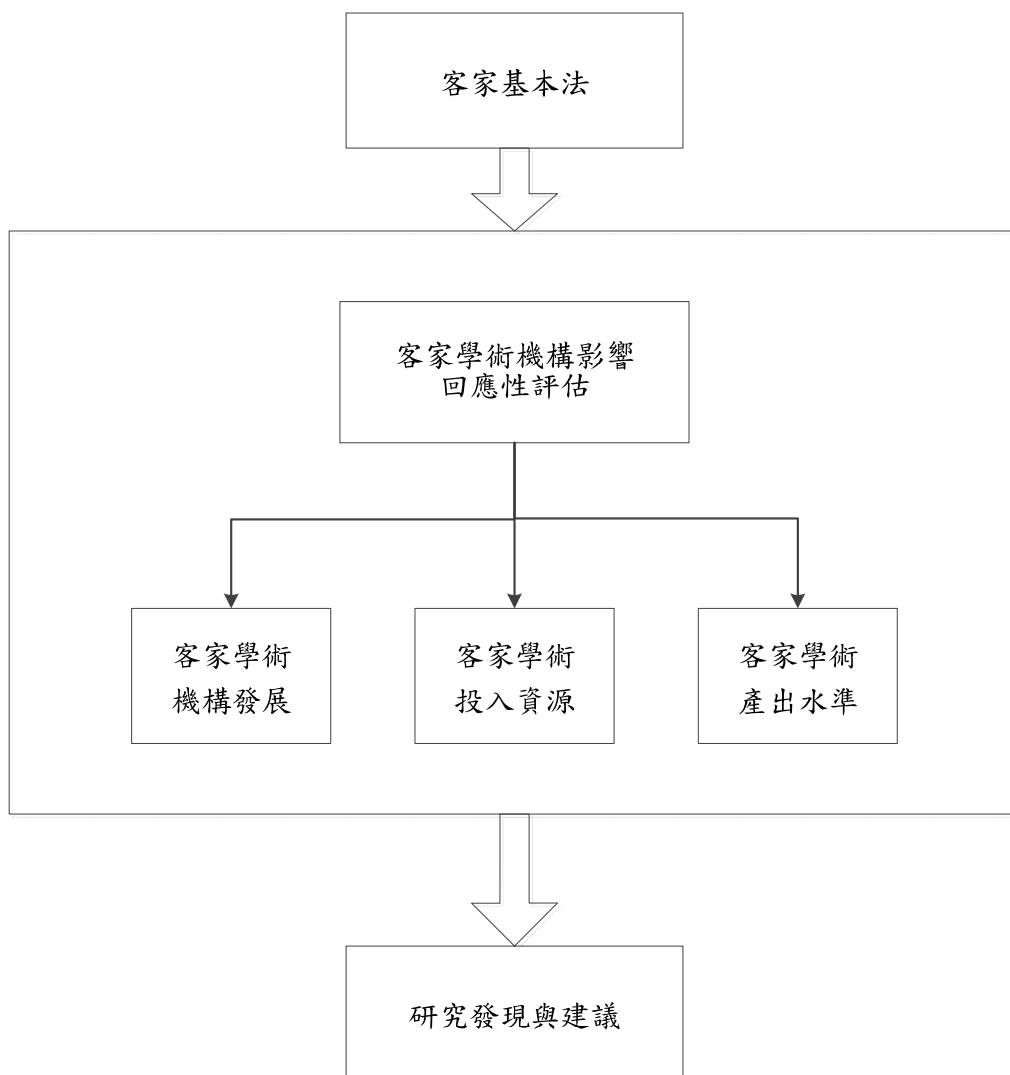 客家基本法
客家學術機構影響
回應性評估
客家學術
機構發展
客家學術
投入資源
客家學術
產出水準
研究發現與建議